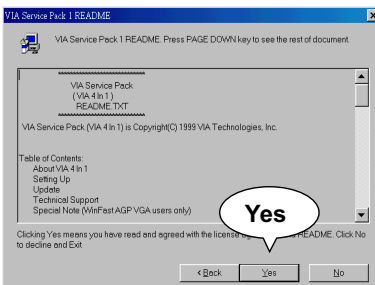 VIA Service Pack 1 README
VIA Service Pack 1 README. Press PAGE DOWN key to see the rest of document.
VIA Service Pack
( VIA 4 In 1 )
README.TXT
VIA Service Pack (VIA 4 In 1) is Copyright(C) 1999 VIA Technologies, Inc.
Table of Contents:
About VIA 4 In 1
Setting Up
Update
Technical Support
Special Note (WinFast AGP VGA users only)
Yes
Clicking Yes means you have read and agreed with the license README. Click No
to decline and Exit
< Back
Yes
No